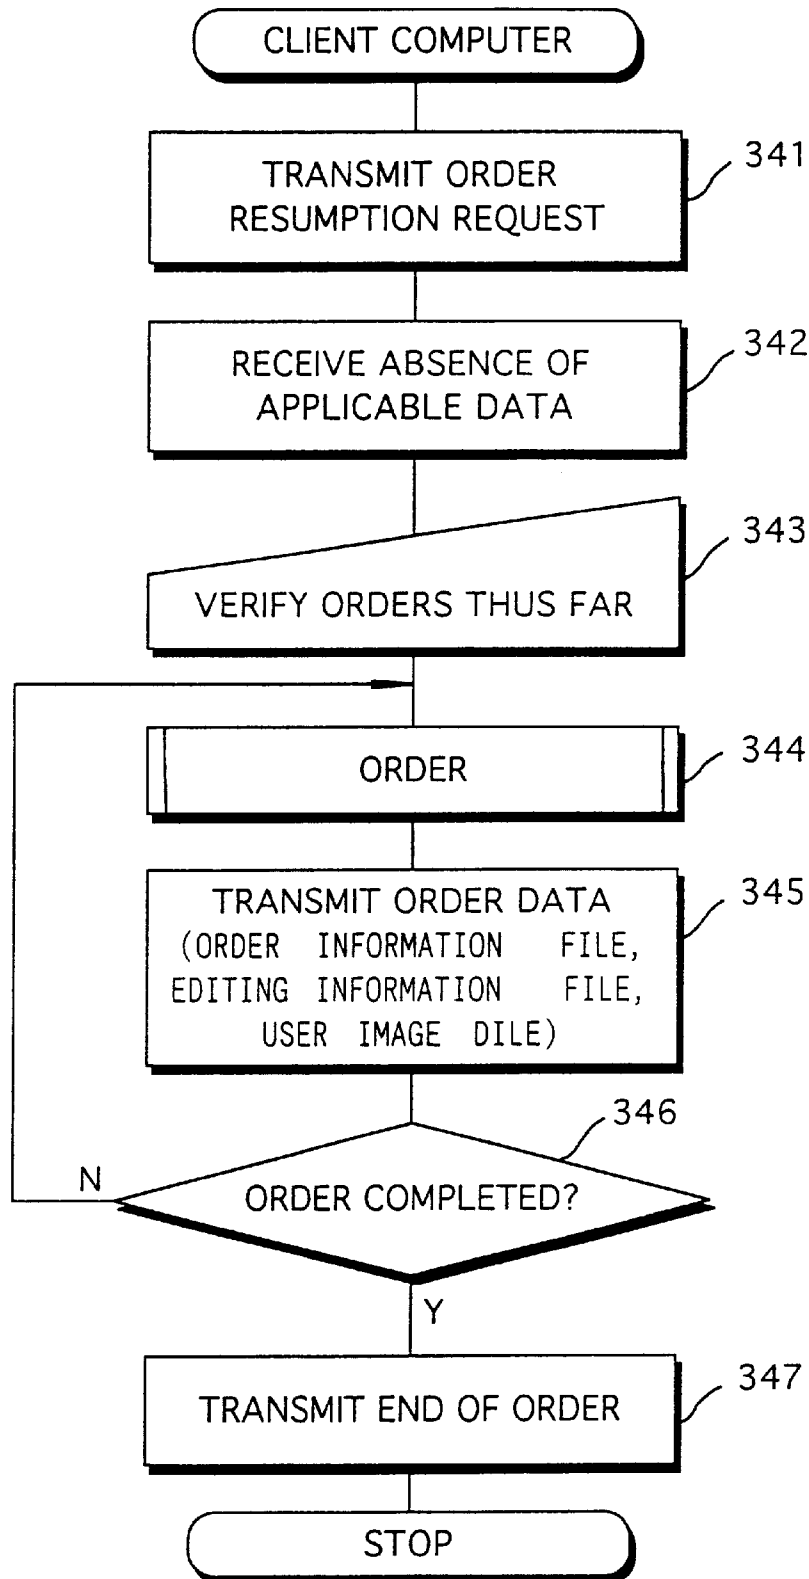 CLIENT COMPUTER
341
TRANSMIT ORDER
RESUMPTION REQUEST
342
RECEIVE ABSENCE OF
APPLICABLE DATA
343
VERIFY ORDERS THUS FAR
344
ORDER
345
TRANSMIT ORDER DATA
(ORDER INFORMATION FILE,
EDITING INFORMATION FILE,
USER IMAGE DILE)
346
N
ORDER COMPLETED?
Y
347
TRANSMIT END OF ORDER
STOP